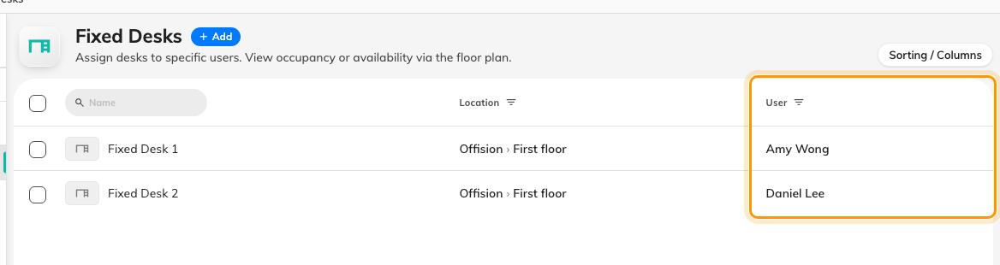 Fixed Desks + Add
Assign desks to specific users. View occupancy or availability via the floor plan.
Sorting / Columns
Name Location User
Fixed Desk 1 Offision › First floor Amy Wong
Fixed Desk 2 Offision › First floor Daniel Lee